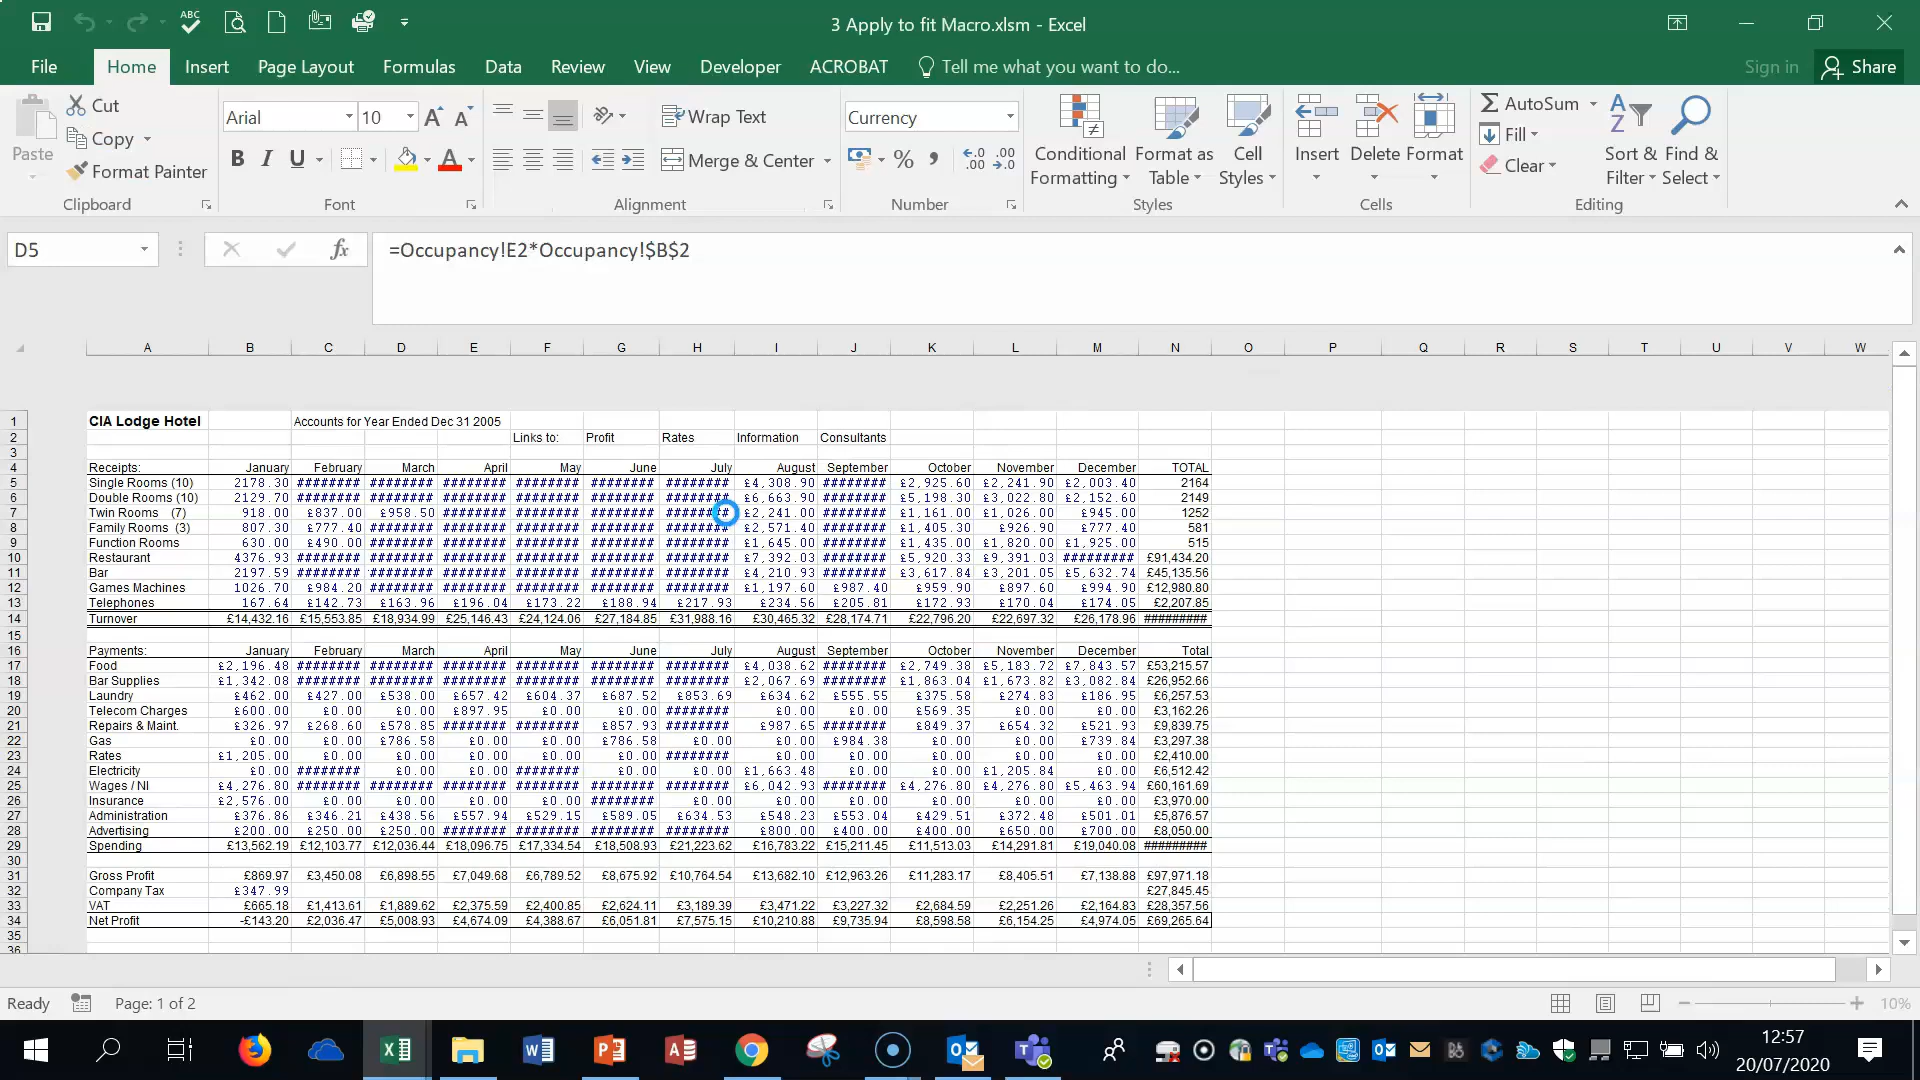 3 Apply to fit Macro.xlsm - Excel
File Home Insert Page Layout Formulas Data Review View Developer ACROBAT Tell me what you want to do... Sign in Share
Paste Cut Copy Format Painter Clipboard
Arial 10 B I U Font
Wrap Text Merge & Center Alignment
Currency % Number
Conditional Formatting Format as Table Cell Styles Styles
Insert Delete Format Cells
AutoSum Fill Clear Sort & Filter Find & Select Editing
D5 fx =Occupancy!E2*Occupancy!$B$2
A B C D E F G H I J K L M N O P Q R S T U V W
1 CIA Lodge Hotel Accounts for Year Ended Dec 31 2005
2 Links to: Profit Rates Information Consultants
3
4 Receipts: January February March April May June July August September October November December TOTAL
5 Single Rooms (10) 2178.30 ######## ######## ######## ######## ######## ######## £4,308.90 ######## £2,925.60 £2,241.90 £2,003.40 2164
6 Double Rooms (10) 2129.70 ######## ######## ######## ######## ######## ######## £6,663.90 ######## £5,198.30 £3,022.80 £2,152.60 2149
7 Twin Rooms (7) 918.00 £837.00 £958.50 ######## ######## ######## ######## £2,241.00 ######## £1,161.00 £1,026.00 £945.00 1252
8 Family Rooms (3) 807.30 £777.40 ######## ######## ######## ######## ######## £2,571.40 ######## £1,405.30 £926.90 £777.40 581
9 Function Rooms 630.00 £490.00 ######## ######## ######## ######## ######## £1,645.00 ######## £1,435.00 £1,820.00 £1,925.00 515
10 Restaurant 4376.93 ######## ######## ######## ######## ######## ######## £7,392.03 ######## £5,920.33 £9,391.03 ######### £91,434.20
11 Bar 2197.59 ######## ######## ######## ######## ######## ######## £4,210.93 ######## £3,617.84 £3,201.05 £5,632.74 £45,135.56
12 Games Machines 1026.70 £984.20 ######## ######## ######## ######## ######## £1,197.60 £987.40 £959.90 £897.60 £994.90 £12,980.80
13 Telephones 167.64 £142.73 £163.96 £196.04 £173.22 £188.94 £217.93 £234.56 £205.81 £172.93 £170.04 £174.05 £2,207.85
14 Turnover £14,432.16 £15,553.85 £18,934.99 £25,146.43 £24,124.06 £27,184.85 £31,988.16 £30,465.32 £28,174.71 £22,796.20 £22,697.32 £26,178.96 #########
15
16 Payments: January February March April May June July August September October November December Total
17 Food £2,196.48 ######## ######## ######## ######## ######## ######## £4,038.62 ######## £2,749.38 £5,183.72 £7,843.57 £53,215.57
18 Bar Supplies £1,342.08 ######## ######## ######## ######## ######## ######## £2,067.69 ######## £1,863.04 £1,673.82 £3,082.84 £26,952.66
19 Laundry £462.00 £427.00 £538.00 £657.42 £604.37 £687.52 £853.69 £634.62 £555.55 £375.58 £274.83 £186.95 £6,257.53
20 Telecom Charges £600.00 £0.00 £0.00 £897.95 £0.00 £0.00 ######## £0.00 £0.00 £569.35 £0.00 £0.00 £3,162.26
21 Repairs & Maint. £326.97 £268.60 £578.85 ######## ######## £857.93 ######## £987.65 ######## £849.37 £654.32 £521.93 £9,839.75
22 Gas £0.00 £0.00 £786.58 £0.00 £0.00 £786.58 £0.00 £0.00 £984.38 £0.00 £0.00 £739.84 £3,297.38
23 Rates £1,205.00 £0.00 £0.00 £0.00 £0.00 £0.00 ######## £0.00 £0.00 £0.00 £0.00 £0.00 £2,410.00
24 Electricity £0.00 ######## £0.00 £0.00 ######## £0.00 £0.00 £1,663.48 £0.00 £0.00 £1,205.84 £0.00 £6,512.42
25 Wages / NI £4,276.80 ######## ######## ######## ######## ######## ######## £6,042.93 ######## £4,276.80 £4,276.80 £5,463.94 £60,161.69
26 Insurance £2,576.00 £0.00 £0.00 £0.00 £0.00 ######## £0.00 £0.00 £0.00 £0.00 £0.00 £0.00 £3,970.00
27 Administration £376.86 £346.21 £438.56 £557.94 £529.15 £589.05 £634.53 £548.23 £553.04 £429.51 £372.48 £501.01 £5,876.57
28 Advertising £200.00 £250.00 £250.00 ######## ######## ######## ######## £800.00 £400.00 £400.00 £650.00 £700.00 £8,050.00
29 Spending £13,562.19 £12,103.77 £12,036.44 £18,096.75 £17,334.54 £18,508.93 £21,223.62 £16,783.22 £15,211.45 £11,513.03 £14,291.81 £19,040.08 #########
30
31 Gross Profit £869.97 £3,450.08 £6,898.55 £7,049.68 £6,789.52 £8,675.92 £10,764.54 £13,682.10 £12,963.26 £11,283.17 £8,405.51 £7,138.88 £97,971.18
32 Company Tax £347.99 £27,845.45
33 VAT £665.18 £1,413.61 £1,889.62 £2,375.59 £2,400.85 £2,624.11 £3,189.39 £3,471.22 £3,227.32 £2,684.59 £2,251.26 £2,164.83 £28,357.56
34 Net Profit -£143.20 £2,036.47 £5,008.93 £4,674.09 £4,388.67 £6,051.81 £7,575.15 £10,210.88 £9,735.94 £8,598.58 £6,154.25 £4,974.05 £69,265.64
35
36
Ready Page: 1 of 2 10%
12:57
20/07/2020